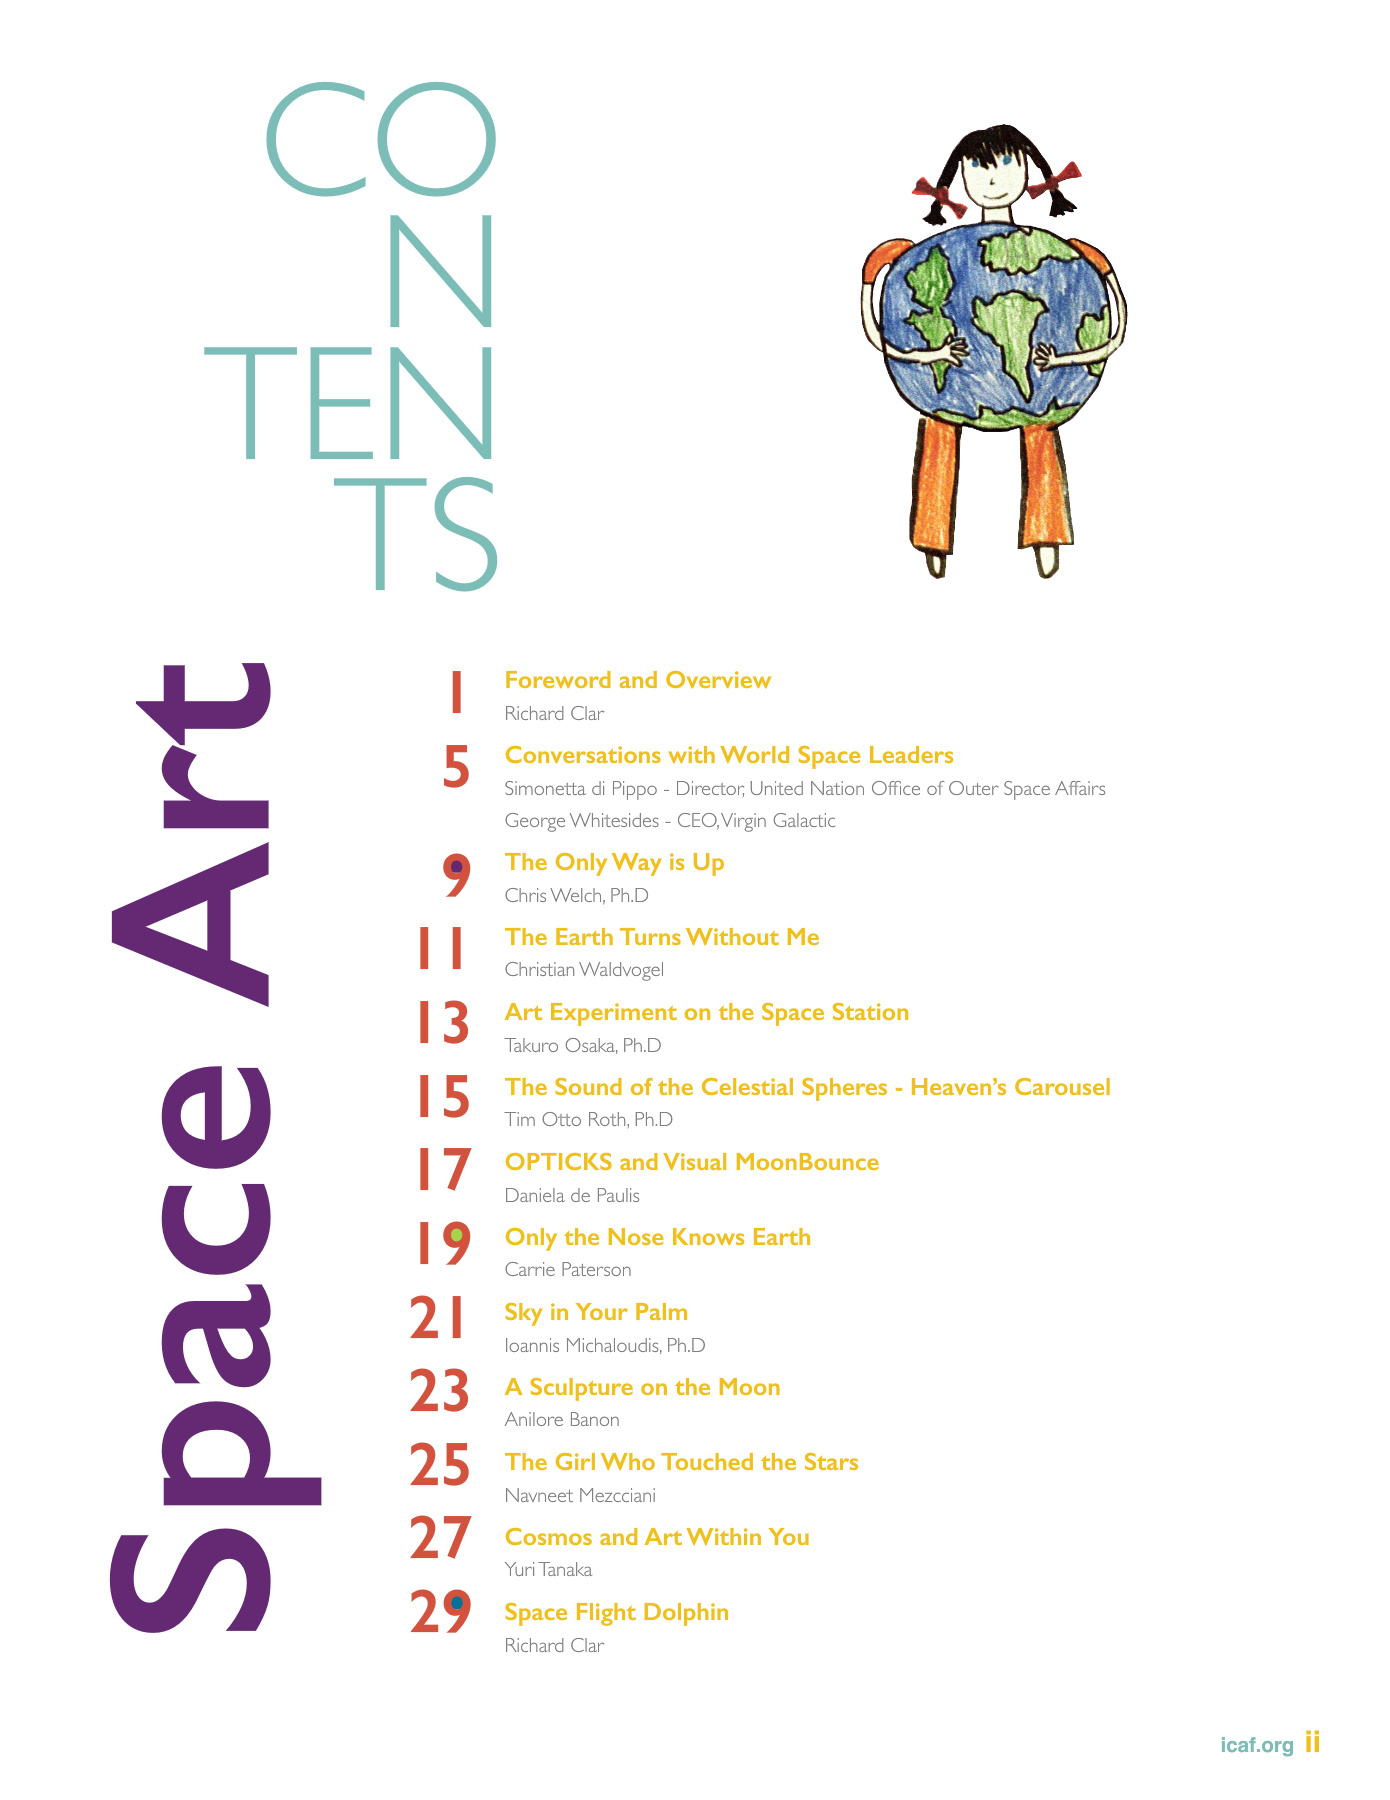 CO
N
TEN
TS
Space Art
1 Foreword and Overview
Richard Clar
5 Conversations with World Space Leaders
Simonetta di Pippo - Director, United Nation Office of Outer Space Affairs
George Whitesides - CEO, Virgin Galactic
9 The Only Way is Up
Chris Welch, Ph.D
11 The Earth Turns Without Me
Christian Waldvogel
13 Art Experiment on the Space Station
Takuro Osaka, Ph.D
15 The Sound of the Celestial Spheres - Heaven’s Carousel
Tim Otto Roth, Ph.D
17 OPTICKS and Visual MoonBounce
Daniela de Paulis
19 Only the Nose Knows Earth
Carrie Paterson
21 Sky in Your Palm
Ioannis Michaloudis, Ph.D
23 A Sculpture on the Moon
Anilore Banon
25 The Girl Who Touched the Stars
Navneet Mezcciani
27 Cosmos and Art Within You
Yuri Tanaka
29 Space Flight Dolphin
Richard Clar
icaf.org ii